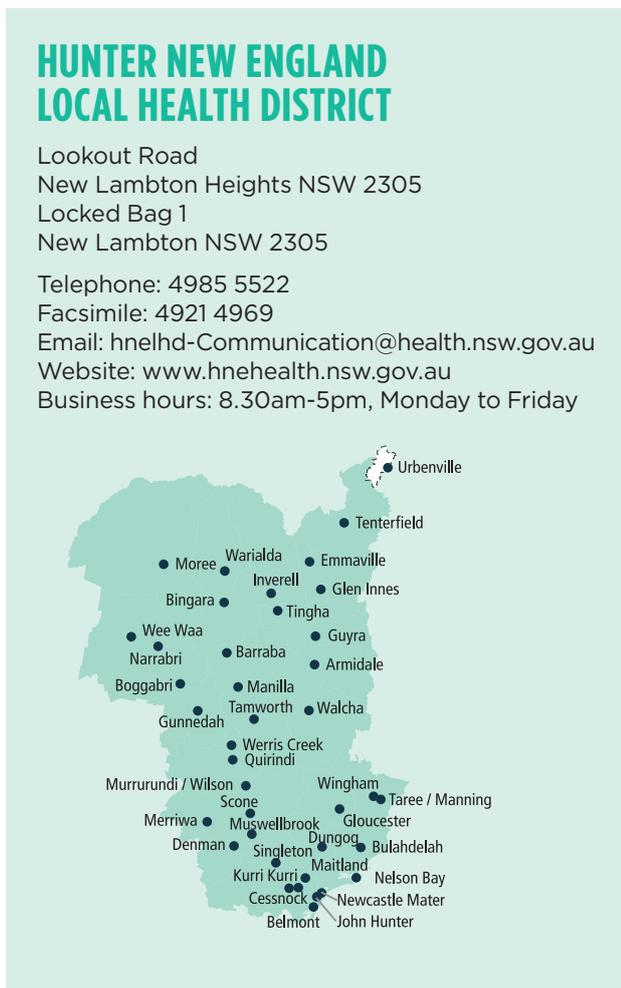 HUNTER NEW ENGLAND
LOCAL HEALTH DISTRICT
Lookout Road
New Lambton Heights NSW 2305
Locked Bag 1
New Lambton NSW 2305
Telephone: 4985 5522
Facsimile: 4921 4969
Email: hnelhd-Communication@health.nsw.gov.au
Website: www.hnehealth.nsw.gov.au
Business hours: 8.30am-5pm, Monday to Friday
Urbenville
Tenterfield
Warialda
Moree
Emmaville
Inverell
Glen Innes
Bingara
Tingha
Wee Waa
Guyra
Barraba
Narrabri
Armidale
Boggabri
Manilla
Tamworth
Walcha
Gunnedah
Werris Creek
Quirindi
Murrurundi / Wilson
Wingham
Scone
Taree / Manning
Merriwa
Muswellbrook
Gloucester
Dungog
Denman
Singleton
Bulahdelah
Maitland
Kurri Kurri
Nelson Bay
Cessnock
Newcastle Mater
Belmont
John Hunter